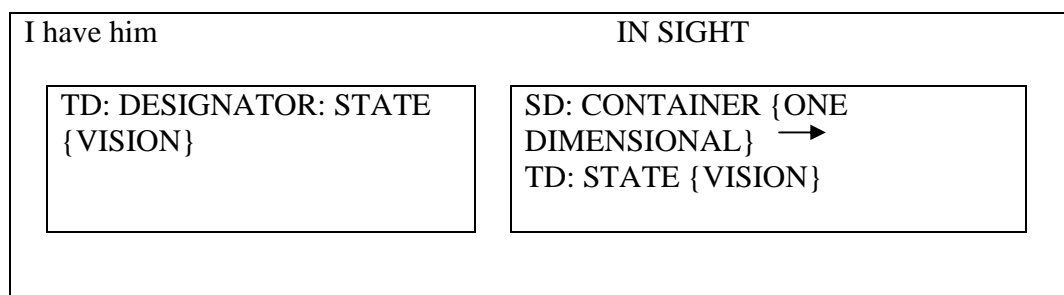 I have him IN SIGHT
TD: DESIGNATOR: STATE
{VISION}
SD: CONTAINER {ONE
DIMENSIONAL}
TD: STATE {VISION}